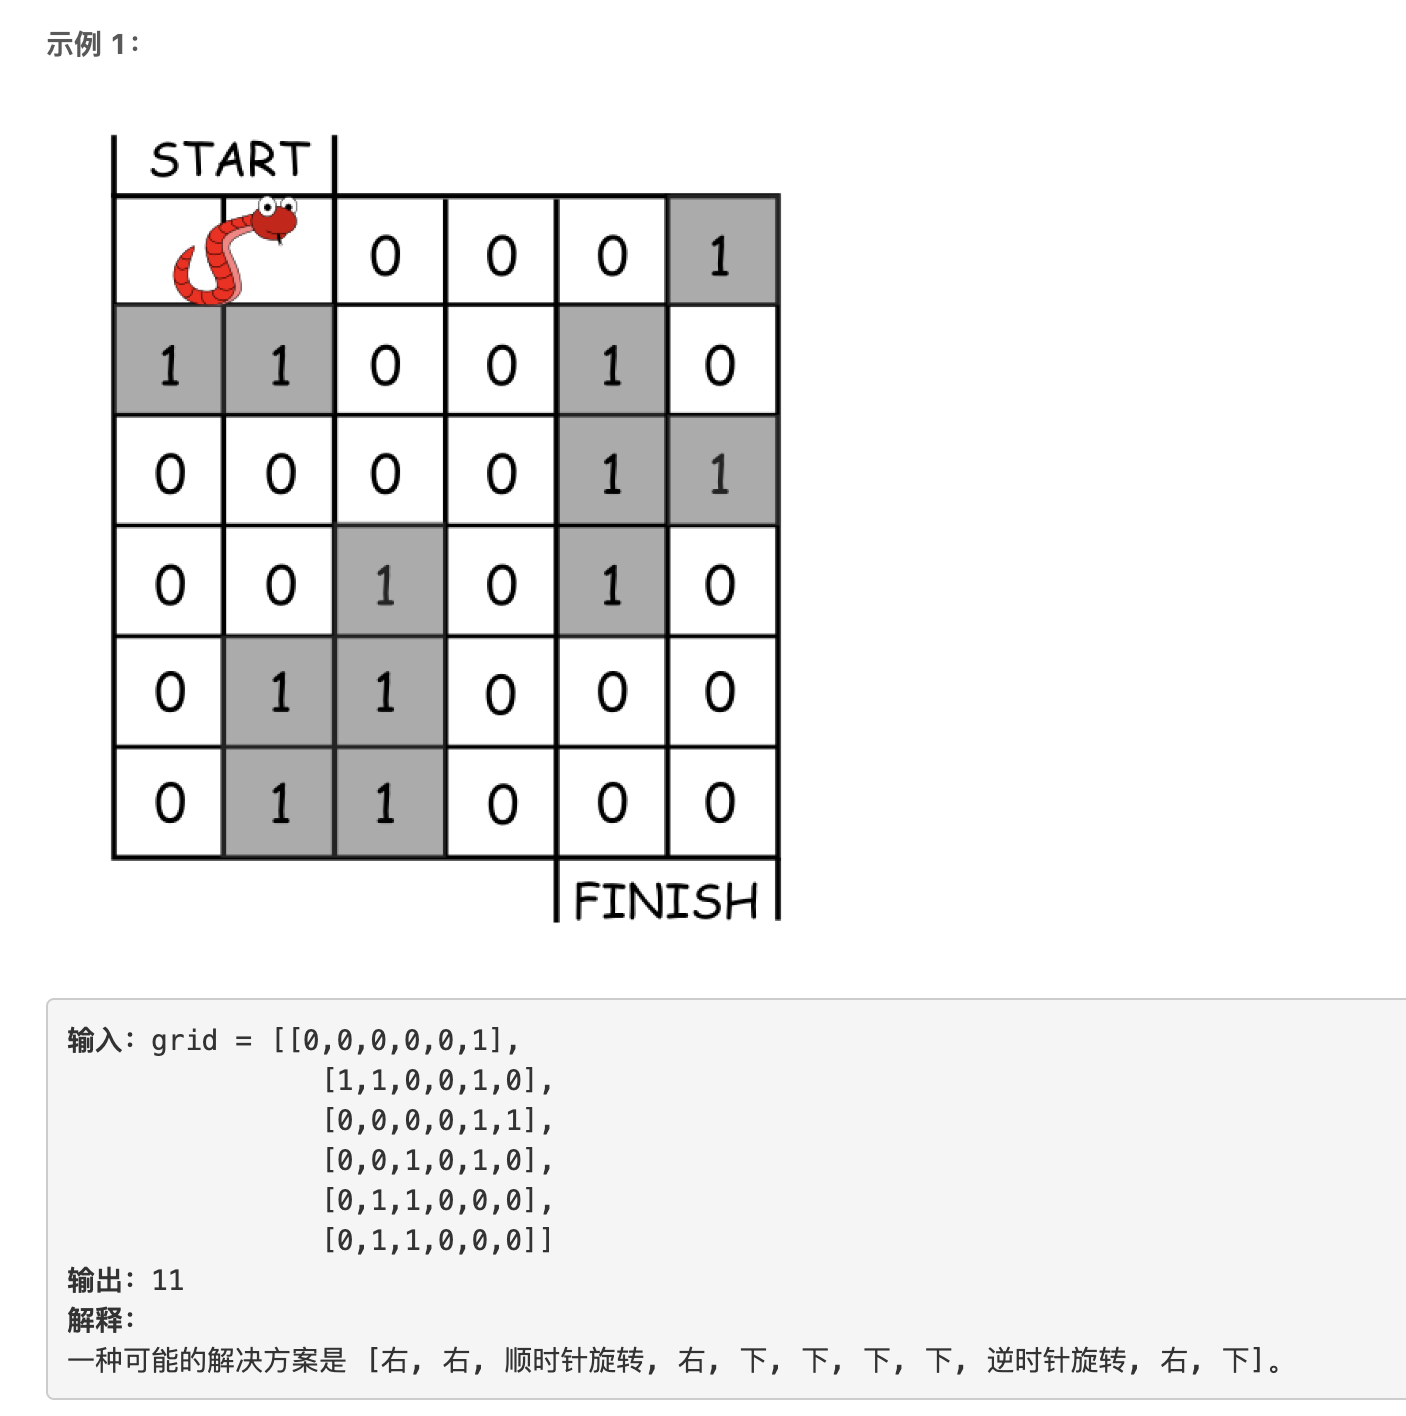 示例 1：
START
0 0 0 1
1 1 0 0 1 0
0 0 0 0 1 1
0 0 1 0 1 0
0 1 1 0 0 0
0 1 1 0 0 0
FINISH
输入：grid = [[0,0,0,0,0,1],
[1,1,0,0,1,0],
[0,0,0,0,1,1],
[0,0,1,0,1,0],
[0,1,1,0,0,0],
[0,1,1,0,0,0]]
输出：11
解释：
一种可能的解决方案是 [右, 右, 顺时针旋转, 右, 下, 下, 下, 下, 逆时针旋转, 右, 下]。